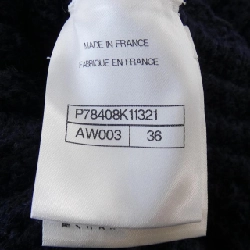 MADE IN FRANCE
FABRIQUE EN FRANCE
P78408K11321
AW003 36